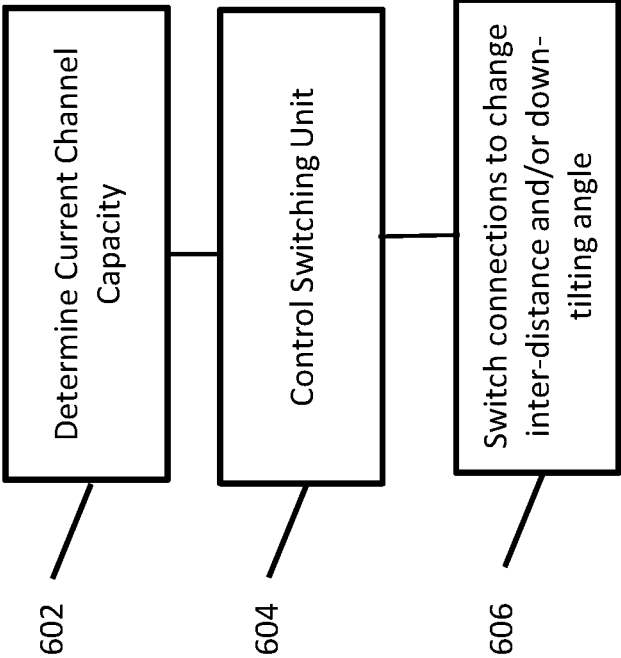 Determine Current Channel
Capacity
602
Control Switching Unit
604
Switch connections to change
inter-distance and/or down-
tilting angle
606